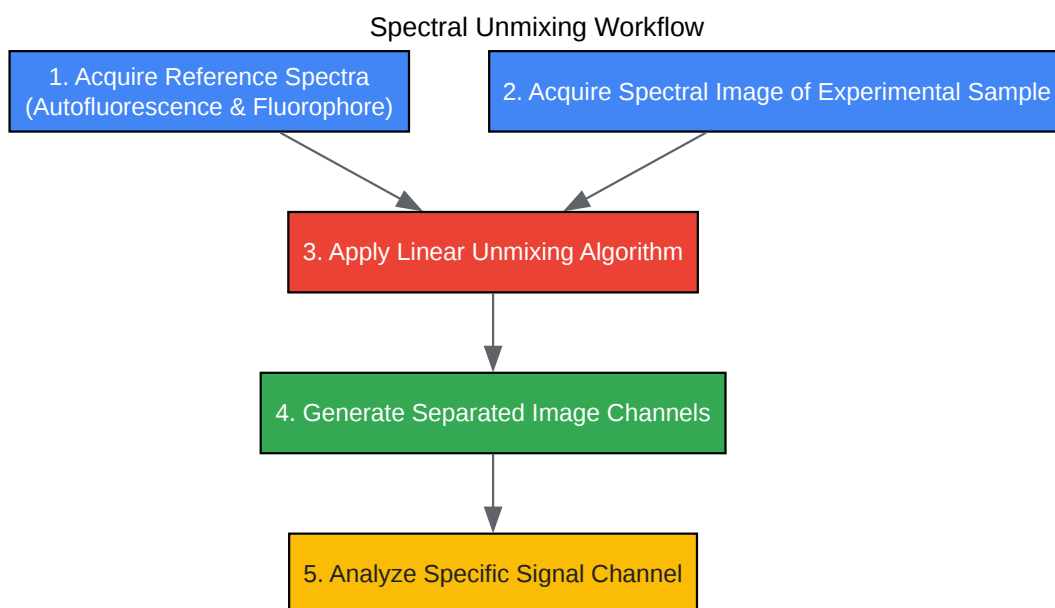 Spectral Unmixing Workflow
1. Acquire Reference Spectra
(Autofluorescence & Fluorophore)
2. Acquire Spectral Image of Experimental Sample
3. Apply Linear Unmixing Algorithm
4. Generate Separated Image Channels
5. Analyze Specific Signal Channel